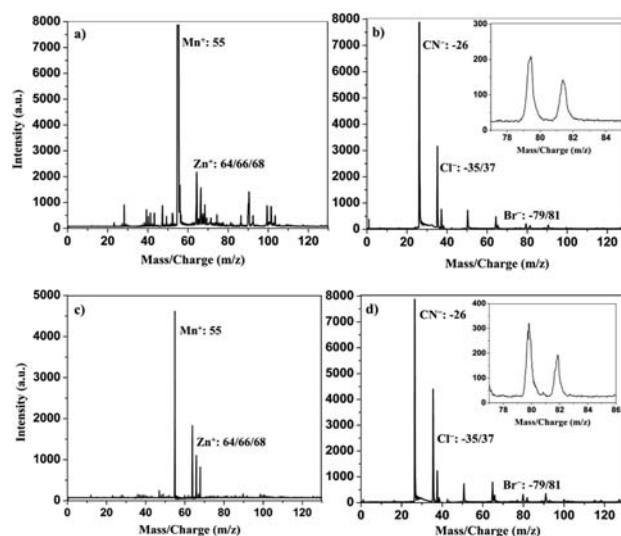 a)
Mn⁺: 55
Zn⁺: 64/66/68
Intensity (a.u.)
8000
7000
6000
5000
4000
3000
2000
1000
0
0 20 40 60 80 100 120
Mass/Charge (m/z)
b)
CN⁻: -26
Cl⁻: -35/37
Br⁻: -79/81
8000
7000
6000
5000
4000
3000
2000
1000
0
0 20 40 60 80 100 120
Mass/Charge (m/z)
300
200
100
0
78 80 82 84
Mass/Charge (m/z)
c)
Mn⁺: 55
Zn⁺: 64/66/68
Intensity (a.u.)
5000
4000
3000
2000
1000
0
0 20 40 60 80 100 120
Mass/Charge (m/z)
d)
CN⁻: -26
Cl⁻: -35/37
Br⁻: -79/81
8000
7000
6000
5000
4000
3000
2000
1000
0
0 20 40 60 80 100 120
Mass/Charge (m/z)
400
300
200
100
0
78 80 82 84 86
Mass/Charge (m/z)